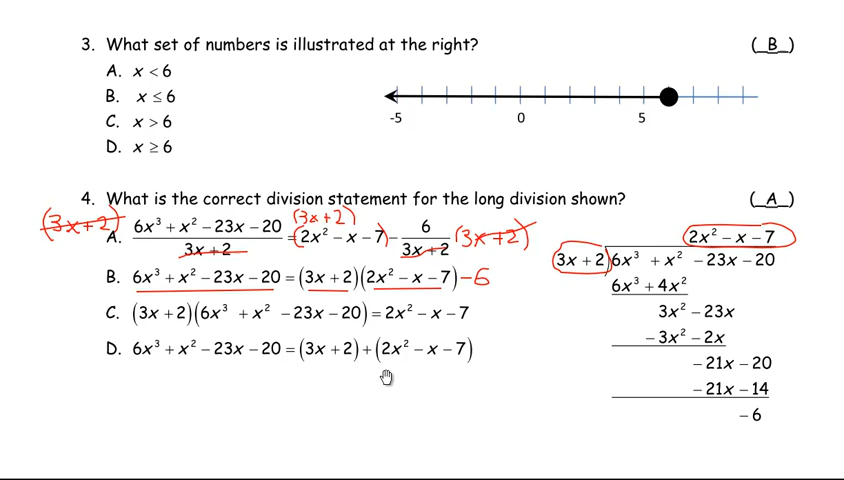 3. What set of numbers is illustrated at the right? (_B_)
A. x < 6
B. x ≤ 6
C. x > 6
D. x ≥ 6
-5 0 5
4. What is the correct division statement for the long division shown? (_A_)
(3x+2) (3x+2)
A. (6x³ + x² − 23x − 20)/(3x + 2) = (2x² − x − 7) − 6/(3x + 2) (3x+2)
B. 6x³ + x² − 23x − 20 = (3x + 2)(2x² − x − 7) −6
C. (3x + 2)(6x³ + x² − 23x − 20) = 2x² − x − 7
D. 6x³ + x² − 23x − 20 = (3x + 2) + (2x² − x − 7)
2x² − x − 7
3x + 2)6x³ + x² − 23x − 20
6x³ + 4x²
3x² − 23x
− 3x² − 2x
− 21x − 20
− 21x − 14
− 6